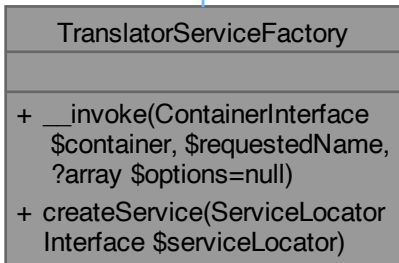 TranslatorServiceFactory
+ __invoke(ContainerInterface
$container, $requestedName,
?array $options=null)
+ createService(ServiceLocator
Interface $serviceLocator)